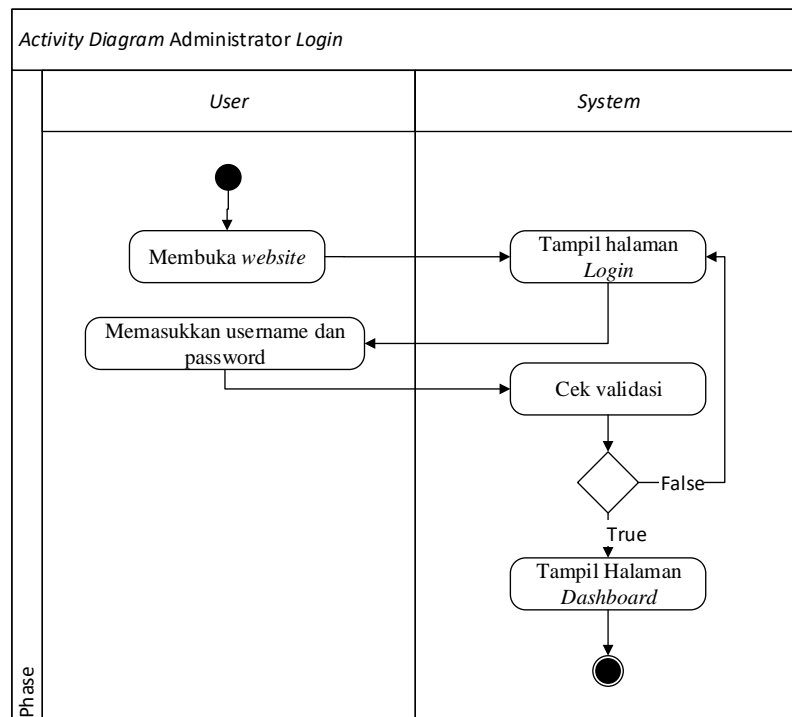 Activity Diagram Administrator Login
User
System
Membuka website
Tampil halaman
Login
Memasukkan username dan
password
Cek validasi
False
True
Tampil Halaman
Dashboard
Phase